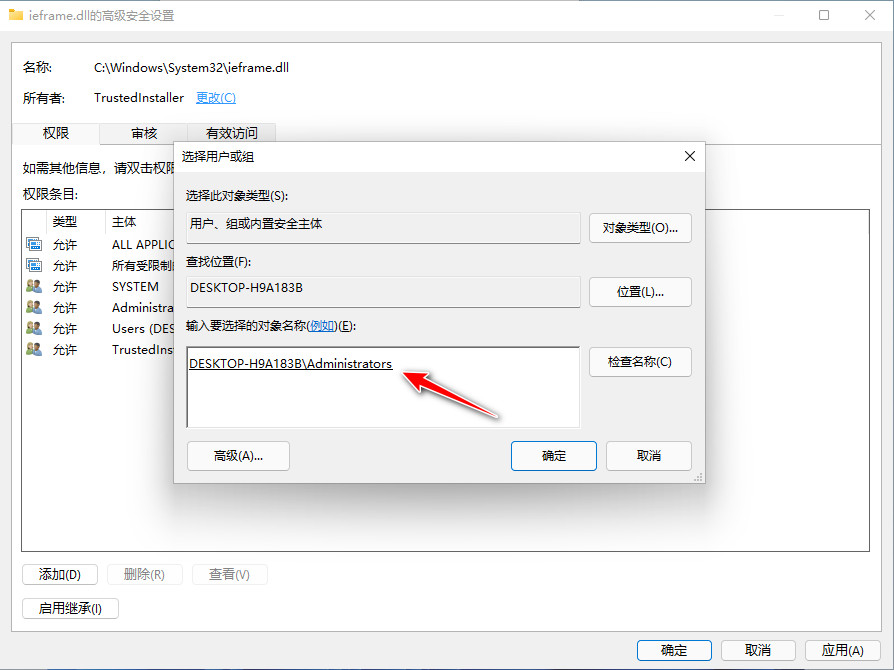 ieframe.dll的高级安全设置
名称: C:\Windows\System32\ieframe.dll
所有者: TrustedInstaller 更改(C)
权限 审核 有效访问
如需其他信息，请双击权限
权限条目:
类型 主体
允许 ALL APPLIC
允许 所有受限制
允许 SYSTEM
允许 Administra
允许 Users (DES
允许 TrustedIns
选择用户或组
选择此对象类型(S):
用户、组或内置安全主体 对象类型(O)...
查找位置(F):
DESKTOP-H9A183B 位置(L)...
输入要选择的对象名称(例如)(E):
DESKTOP-H9A183B\Administrators 检查名称(C)
高级(A)... 确定 取消
添加(D) 删除(R) 查看(V)
启用继承(I)
确定 取消 应用(A)